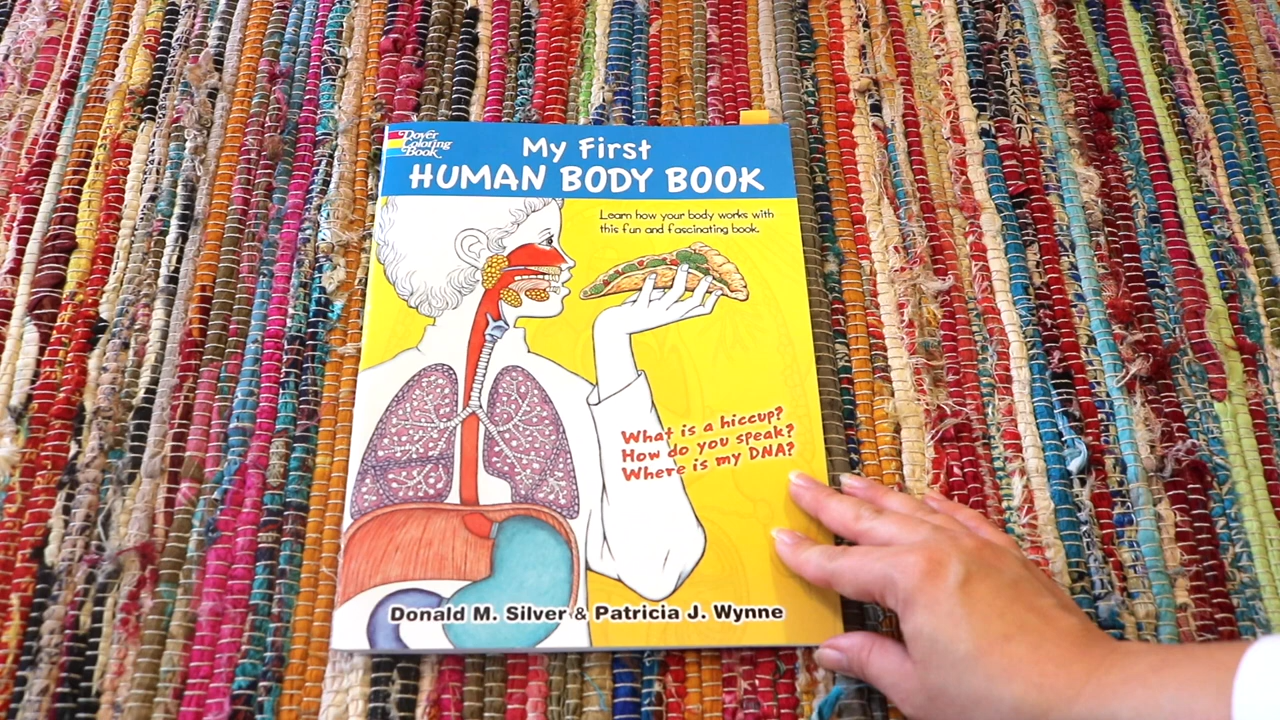 Dover
Coloring
Book
My First
HUMAN BODY BOOK
Learn how your body works with
this fun and fascinating book.
What is a hiccup?
How do you speak?
Where is my DNA?
Donald M. Silver & Patricia J. Wynne